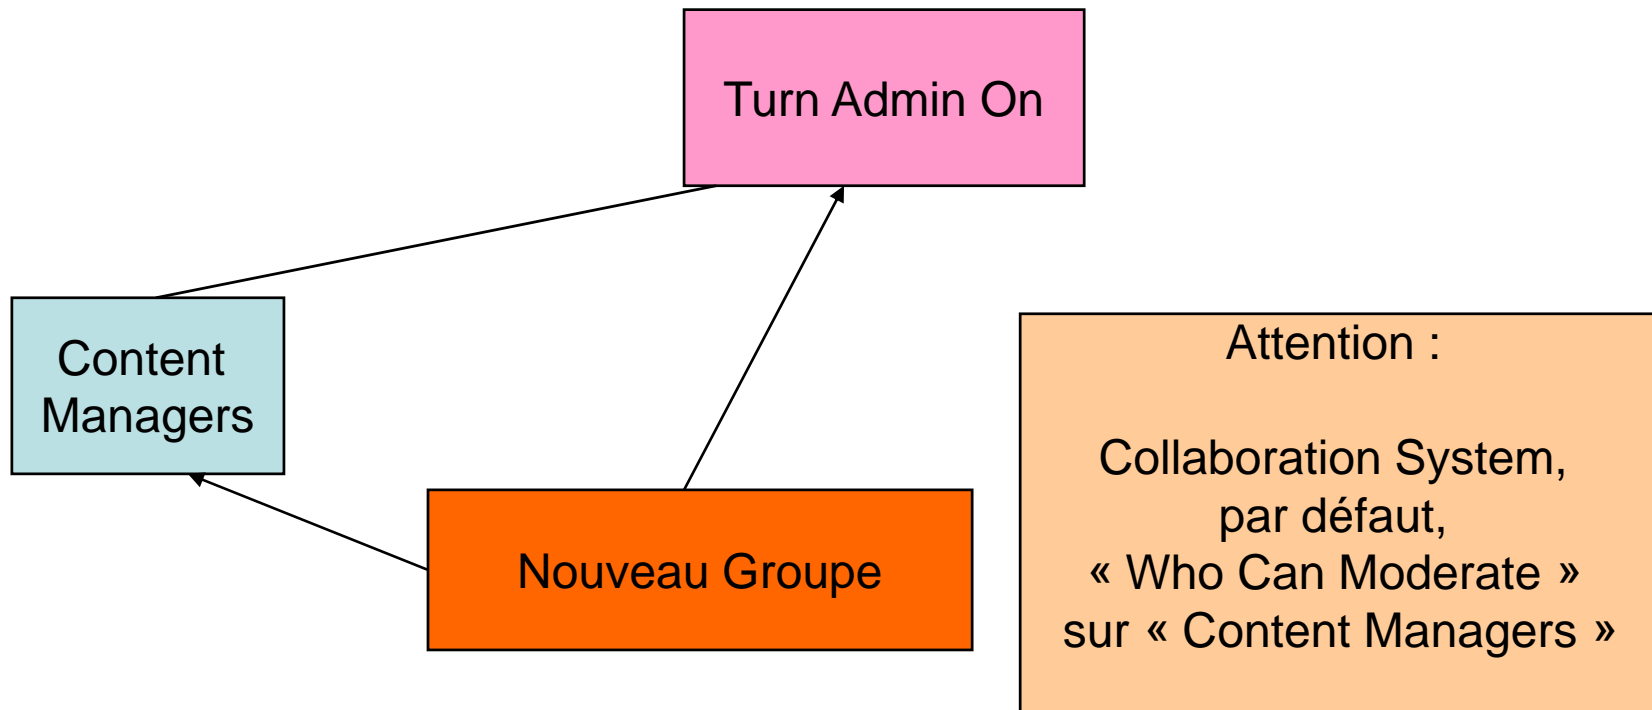 Turn Admin On
Content
Managers
Nouveau Groupe
Attention :
Collaboration System,
par défaut,
« Who Can Moderate »
sur « Content Managers »